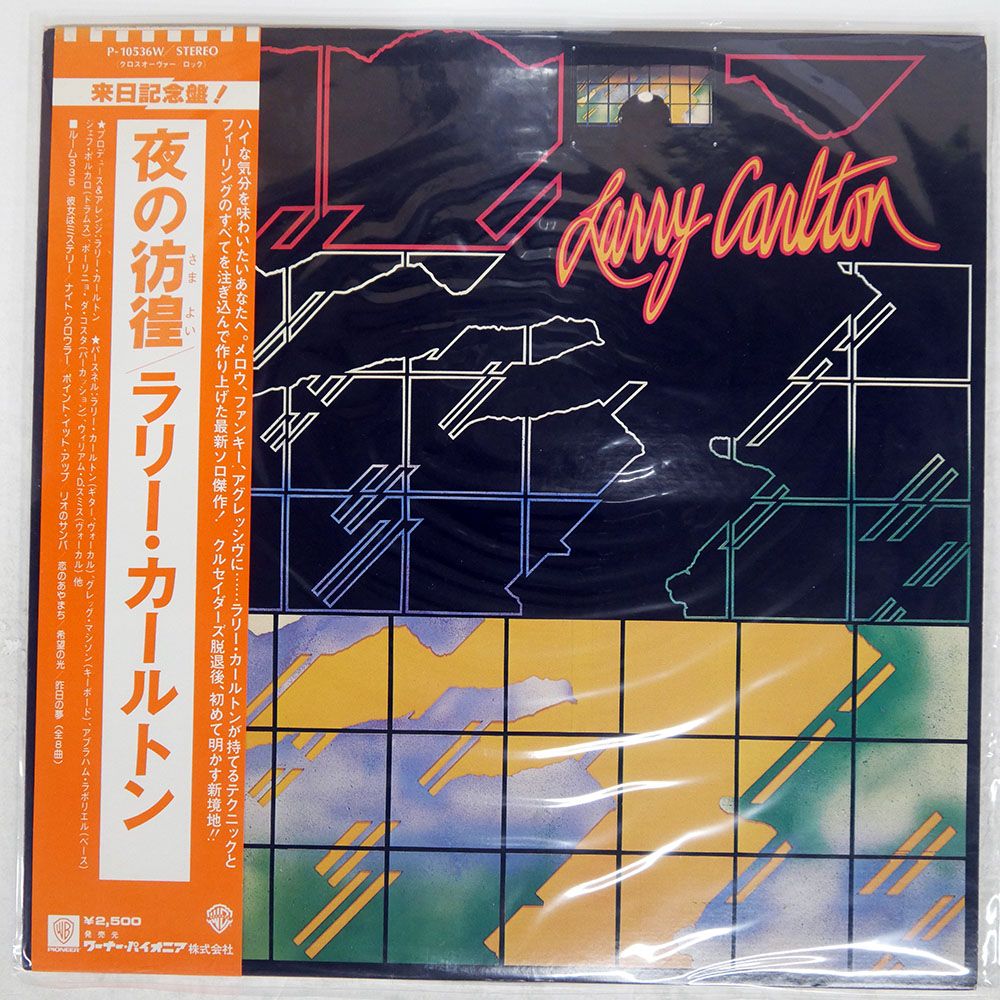 P-10536W/STEREO
(クロスオーヴァー ロック)
来日記念盤!
ハイな気分を味わいたいあなたへ。メロウ、ファンキー、アグレッシヴに……ラリー・カールトンが持てるテクニックと
フィーリングのすべてを注ぎ込んで作り上げた最新ソロ傑作! クルセイダーズ脱退後、初めて明かす新境地!!
夜の彷徨/ラリー・カールトン
さま よい
★プロデュース&アレンジ:ラリー・カールトン ★パースネル:ラリー・カールトン(ギター、ヴォーカル)、グレッグ・マシソン(キーボード)、アブラハム・ラボリエル(ベース)
ジェフ・ポルカロ(ドラムス)、ポーリニョ・ダ・コスタ(パーカッション)、ウィリアム・D.スミス(ヴォーカル)他
■ルーム335 彼女はミステリー ナイト・クロウラー ポイント・イット・アップ リオのサンバ 恋のあやまち 希望の光 昨日の夢 (全8曲)
WB
PIONEER
¥2,500
発売元
ワーナー・パイオニア株式会社
Larry Carlton